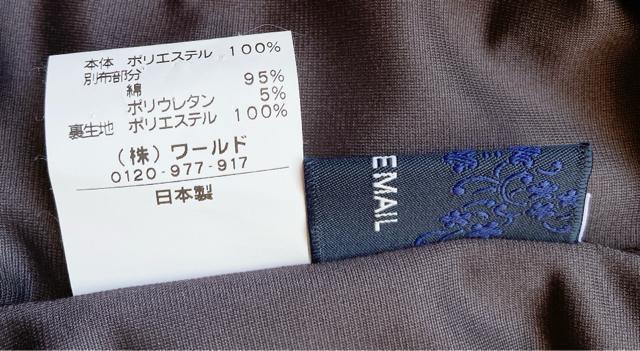 本体 ポリエステル 100%
別布部分
綿 95%
ポリウレタン 5%
裏生地 ポリエステル 100%
(株) ワールド
0120-977-917
日本製
EMAIL